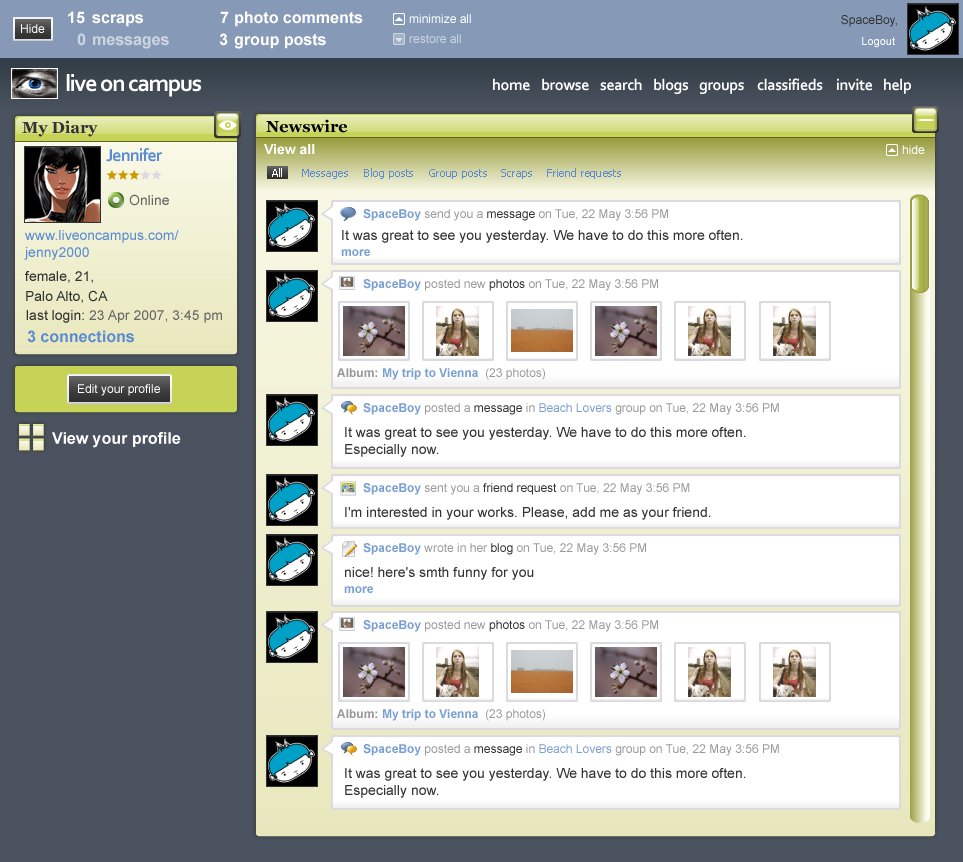 Hide
15 scraps
0 messages
7 photo comments
3 group posts
minimize all
restore all
SpaceBoy,
Logout
live on campus
home browse search blogs groups classifieds invite help
My Diary
Jennifer
Online
www.liveoncampus.com/
jenny2000
female, 21,
Palo Alto, CA
last login: 23 Apr 2007, 3:45 pm
3 connections
Edit your profile
View your profile
Newswire
View all
hide
All Messages Blog posts Group posts Scraps Friend requests
SpaceBoy send you a message on Tue, 22 May 3:56 PM
It was great to see you yesterday. We have to do this more often.
more
SpaceBoy posted new photos on Tue, 22 May 3:56 PM
Album: My trip to Vienna (23 photos)
SpaceBoy posted a message in Beach Lovers group on Tue, 22 May 3:56 PM
It was great to see you yesterday. We have to do this more often.
Especially now.
SpaceBoy sent you a friend request on Tue, 22 May 3:56 PM
I'm interested in your works. Please, add me as your friend.
SpaceBoy wrote in her blog on Tue, 22 May 3:56 PM
nice! here's smth funny for you
more
SpaceBoy posted new photos on Tue, 22 May 3:56 PM
Album: My trip to Vienna (23 photos)
SpaceBoy posted a message in Beach Lovers group on Tue, 22 May 3:56 PM
It was great to see you yesterday. We have to do this more often.
Especially now.